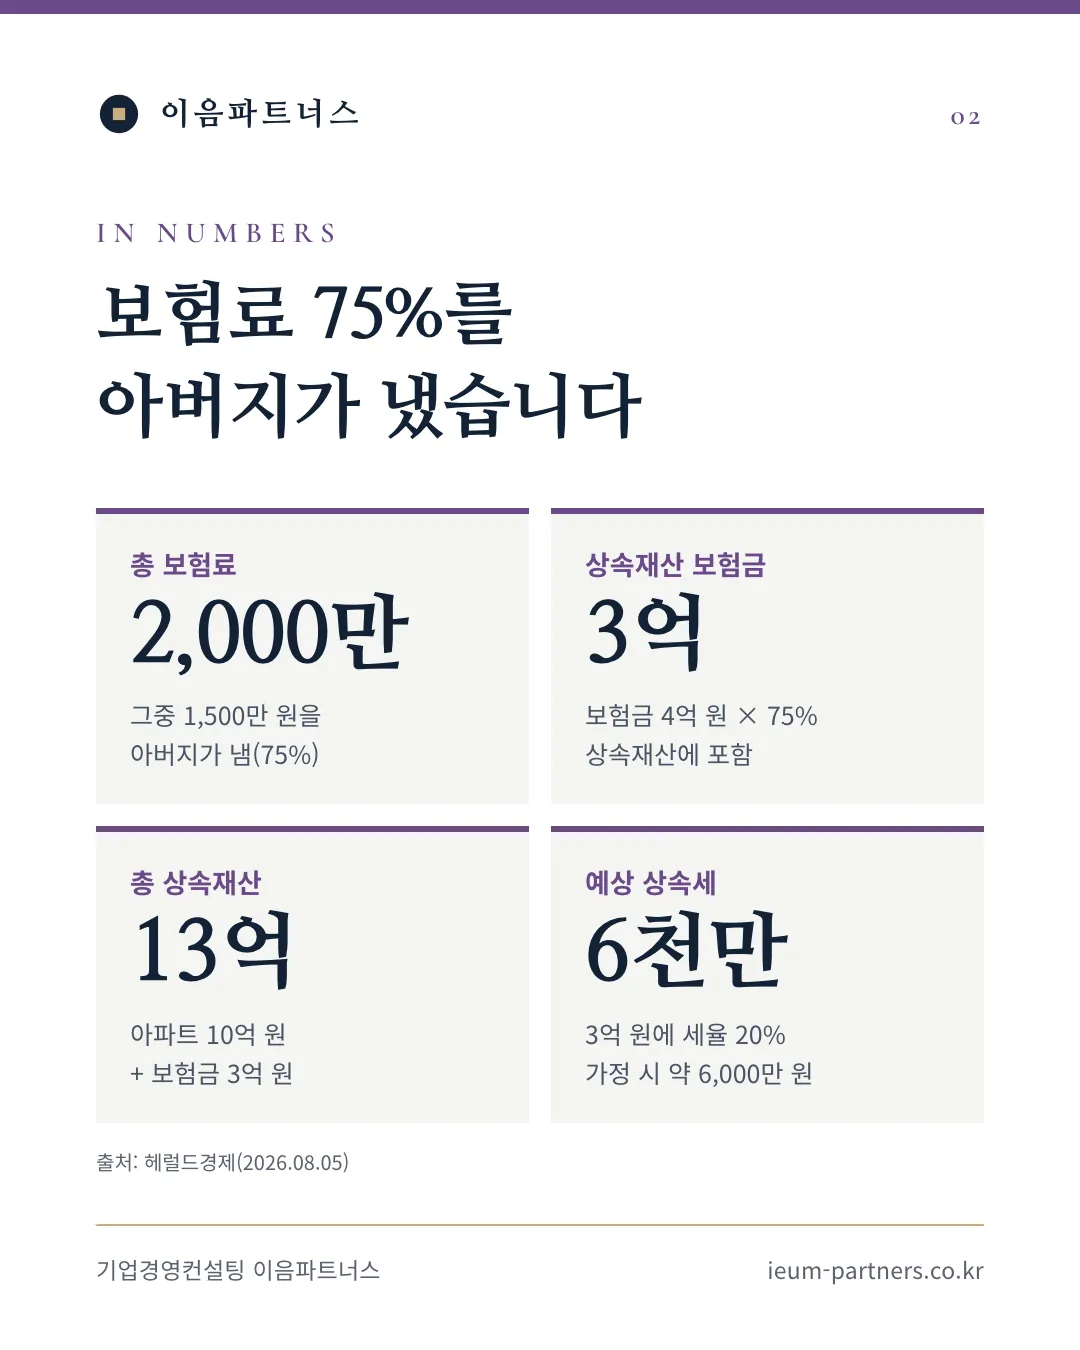 이음파트너스
02
IN NUMBERS
보험료 75%를
아버지가 냈습니다
총 보험료
2,000만
그중 1,500만 원을
아버지가 냄(75%)
상속재산 보험금
3억
보험금 4억 원 × 75%
상속재산에 포함
총 상속재산
13억
아파트 10억 원
+ 보험금 3억 원
예상 상속세
6천만
3억 원에 세율 20%
가정 시 약 6,000만 원
출처: 헤럴드경제(2026.08.05)
기업경영컨설팅 이음파트너스
ieum-partners.co.kr